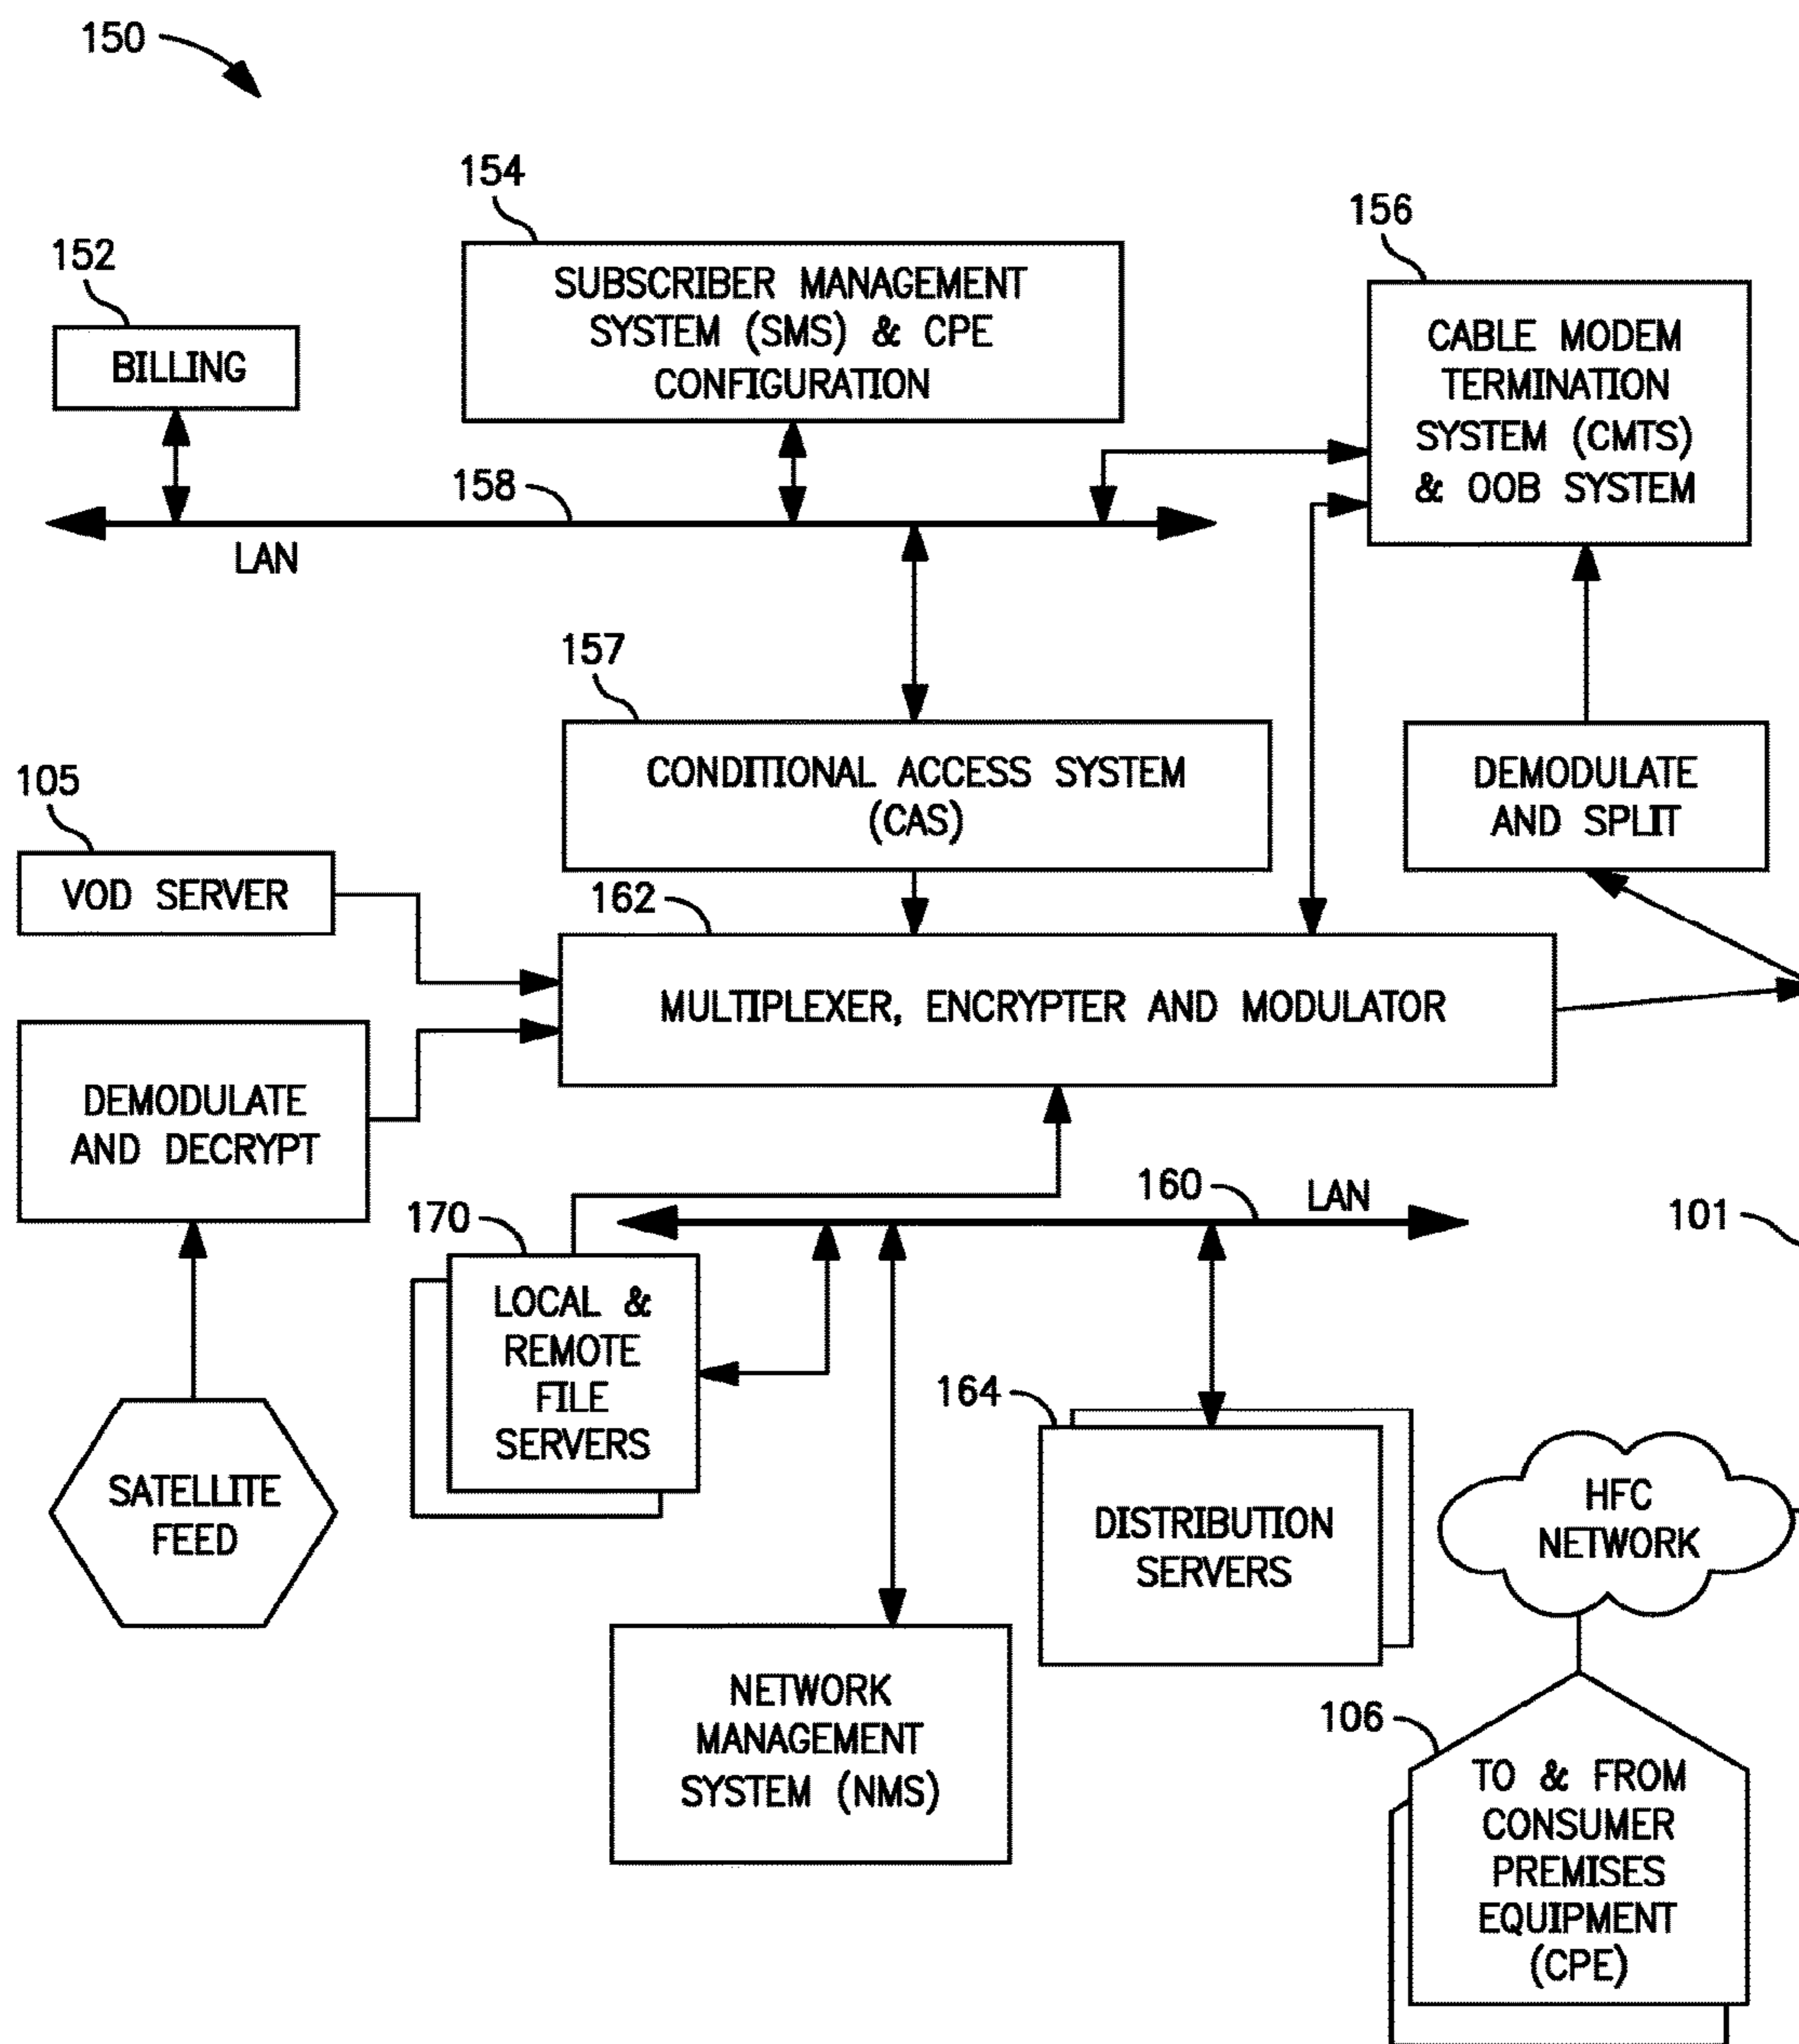 150
154
SUBSCRIBER MANAGEMENT
SYSTEM (SMS) & CPE
CONFIGURATION
156
CABLE MODEM
TERMINATION
SYSTEM (CMTS)
& OOB SYSTEM
152
BILLING
158
LAN
157
CONDITIONAL ACCESS SYSTEM
(CAS)
DEMODULATE
AND SPLIT
105
VOD SERVER
162
MULTIPLEXER, ENCRYPTER AND MODULATOR
DEMODULATE
AND DECRYPT
170
160
LAN
101
LOCAL &
REMOTE
FILE
SERVERS
SATELLITE
FEED
164
DISTRIBUTION
SERVERS
HFC
NETWORK
NETWORK
MANAGEMENT
SYSTEM (NMS)
106
TO & FROM
CONSUMER
PREMISES
EQUIPMENT
(CPE)